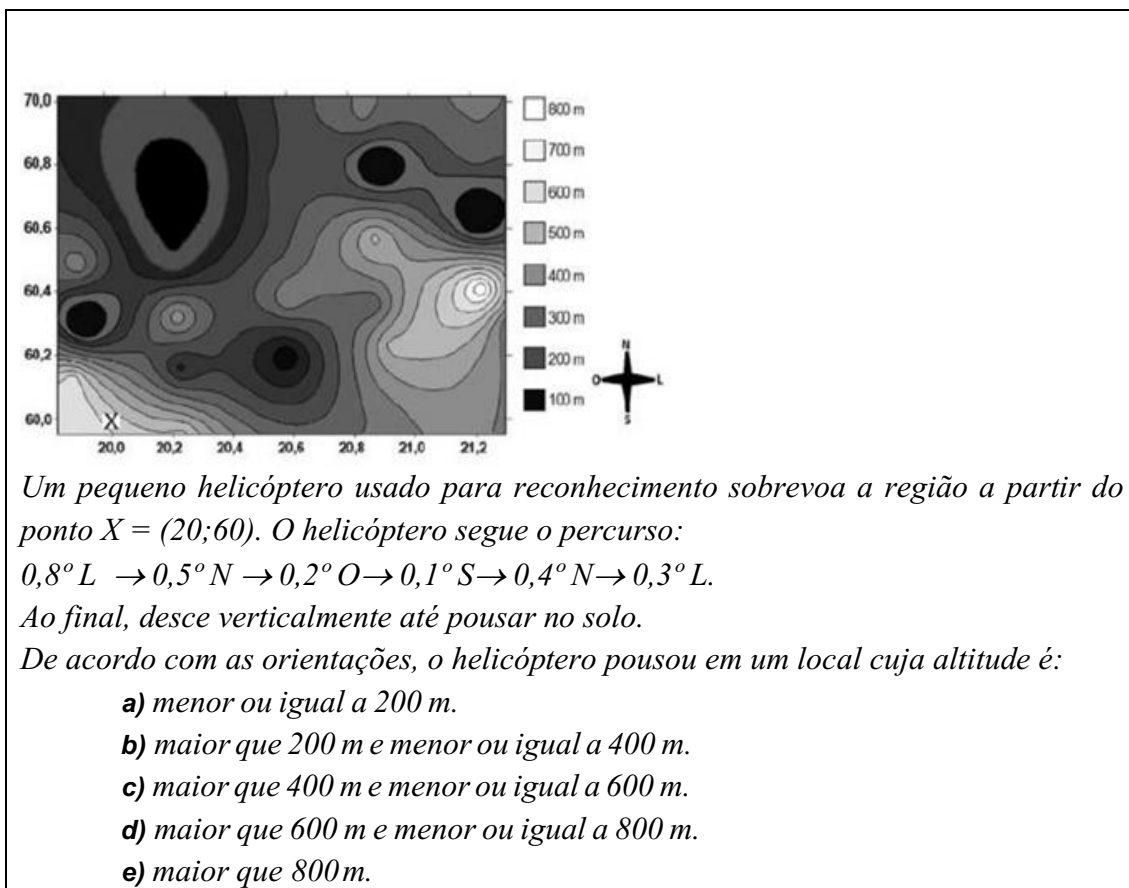 70,0
60,8
60,6
60,4
60,2
60,0
X
20,0 20,2 20,4 20,6 20,8 21,0 21,2
800 m
700 m
600 m
500 m
400 m
300 m
200 m
100 m
N
O L
S
Um pequeno helicóptero usado para reconhecimento sobrevoa a região a partir do
ponto X = (20;60). O helicóptero segue o percurso:
0,8º L → 0,5º N → 0,2º O → 0,1º S → 0,4º N → 0,3º L.
Ao final, desce verticalmente até pousar no solo.
De acordo com as orientações, o helicóptero pousou em um local cuja altitude é:
a) menor ou igual a 200 m.
b) maior que 200 m e menor ou igual a 400 m.
c) maior que 400 m e menor ou igual a 600 m.
d) maior que 600 m e menor ou igual a 800 m.
e) maior que 800 m.